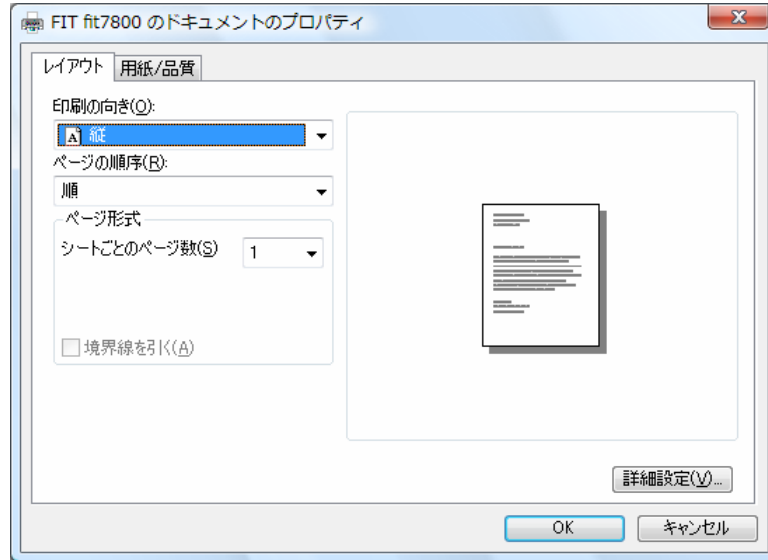 FIT fit7800 のドキュメントのプロパティ
レイアウト 用紙/品質
印刷の向き(O):
縦
ページの順序(R):
順
ページ形式
シートごとのページ数(S) 1
境界線を引く(A)
詳細設定(V)...
OK キャンセル